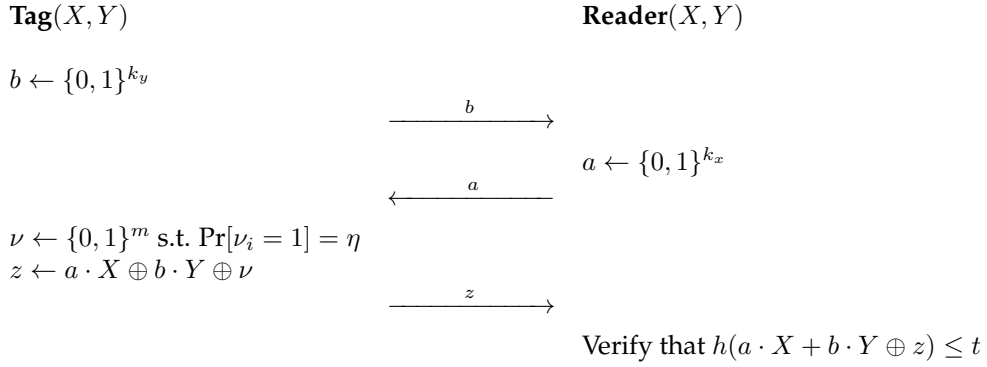 Tag(X, Y) Reader(X, Y)
b ← {0, 1}^{k_y}
b
a ← {0, 1}^{k_x}
a
ν ← {0, 1}^m s.t. Pr[ν_i = 1] = η
z ← a · X ⊕ b · Y ⊕ ν
z
Verify that h(a · X + b · Y ⊕ z) ≤ t